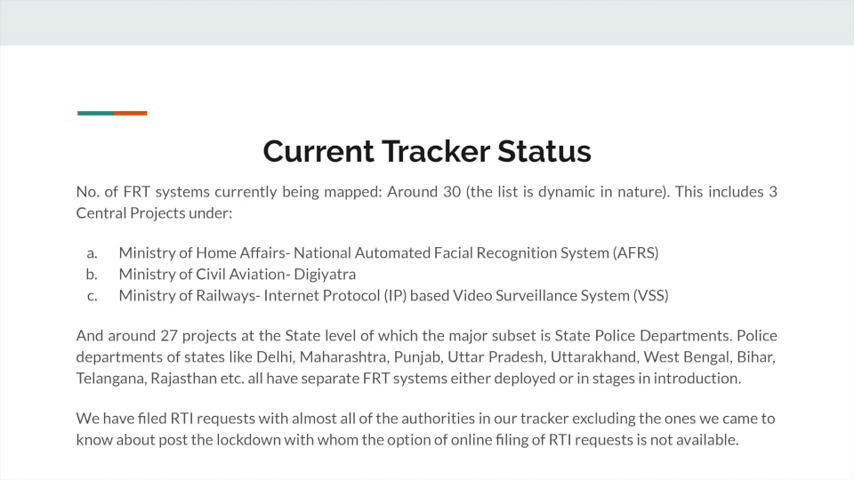 Current Tracker Status
No. of FRT systems currently being mapped: Around 30 (the list is dynamic in nature). This includes 3
Central Projects under:
a. Ministry of Home Affairs- National Automated Facial Recognition System (AFRS)
b. Ministry of Civil Aviation- Digiyatra
c. Ministry of Railways- Internet Protocol (IP) based Video Surveillance System (VSS)
And around 27 projects at the State level of which the major subset is State Police Departments. Police
departments of states like Delhi, Maharashtra, Punjab, Uttar Pradesh, Uttarakhand, West Bengal, Bihar,
Telangana, Rajasthan etc. all have separate FRT systems either deployed or in stages in introduction.
We have filed RTI requests with almost all of the authorities in our tracker excluding the ones we came to
know about post the lockdown with whom the option of online filing of RTI requests is not available.